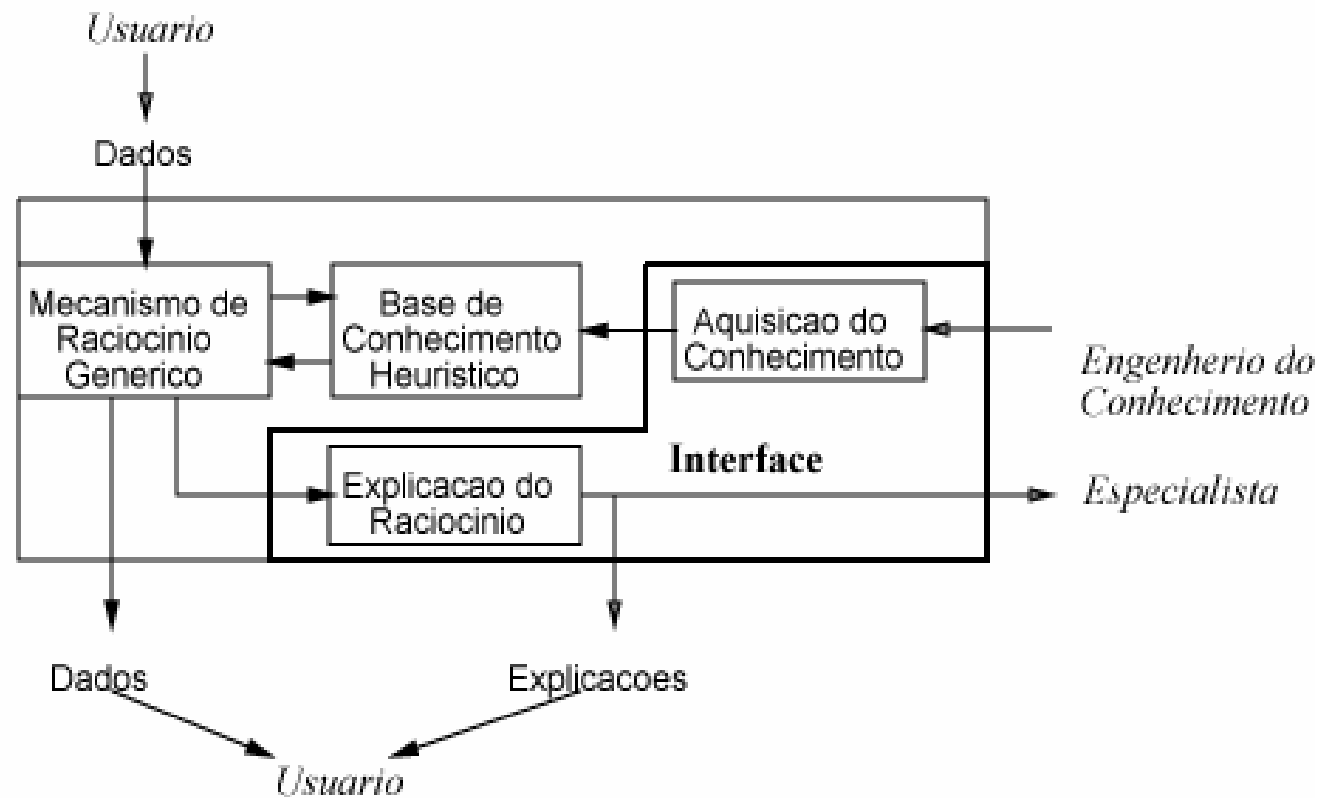 Usuario
Dados
Mecanismo de
Raciocinio
Generico
Base de
Conhecimento
Heuristico
Aquisicao do
Conhecimento
Engenherio do
Conhecimento
Interface
Explicacao do
Raciocinio
Especialista
Dados
Explicacoes
Usuario